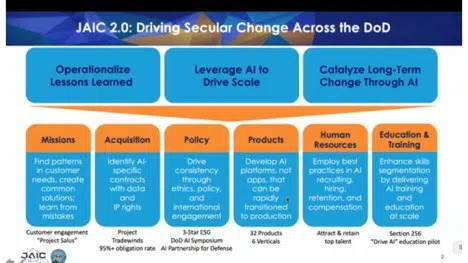 JAIC 2.0: Driving Secular Change Across the DoD
Operationalize
Lessons Learned
Leverage AI to
Drive Scale
Catalyze Long-Term
Change Through AI
Missions
Find patterns
in customer
needs, create
common
solutions;
learn from
mistakes
Customer engagement
"Project Salus"
Acquisition
Identify AI-
specific
contracts
with data
and
IP rights
Project
Tradewinds
95%+ obligation rate
Policy
Drive
consistency
through
ethics, policy,
and
international
engagement
3-Star ESG
DoD AI Symposium
AI Partnership for Defense
Products
Develop AI
platforms, not
apps, that
can be
rapidly
transitioned
to production
32 Products
6 Verticals
Human
Resources
Employ best
practices in AI
recruiting,
hiring,
retention, and
compensation
Attract & retain
top talent
Education &
Training
Enhance skills
segmentation
by delivering
AI training
and
education
at scale
Section 256
"Drive AI" education pilot
JAIC
2